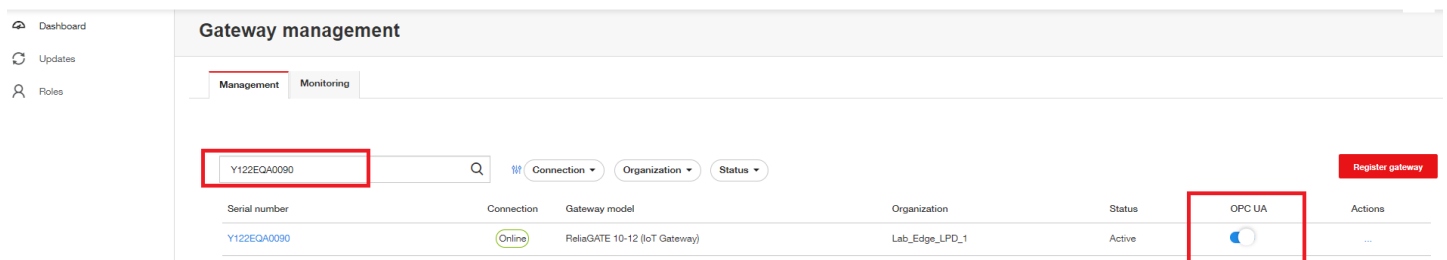 Dashboard
Gateway management
Updates
Roles
Management Monitoring
Y122EQA0090 Connection Organization Status Register gateway
Serial number Connection Gateway model Organization Status OPC UA Actions
Y122EQA0090 Online ReliaGATE 10-12 (IoT Gateway) Lab_Edge_LPD_1 Active ...